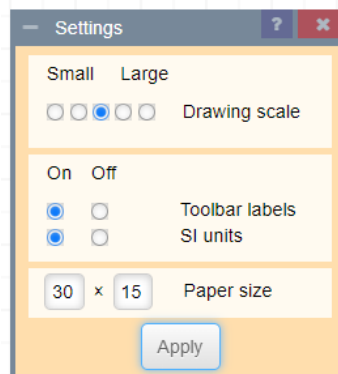 Settings ? ×
Small Large
Drawing scale
On Off
Toolbar labels
SI units
30 × 15 Paper size
Apply